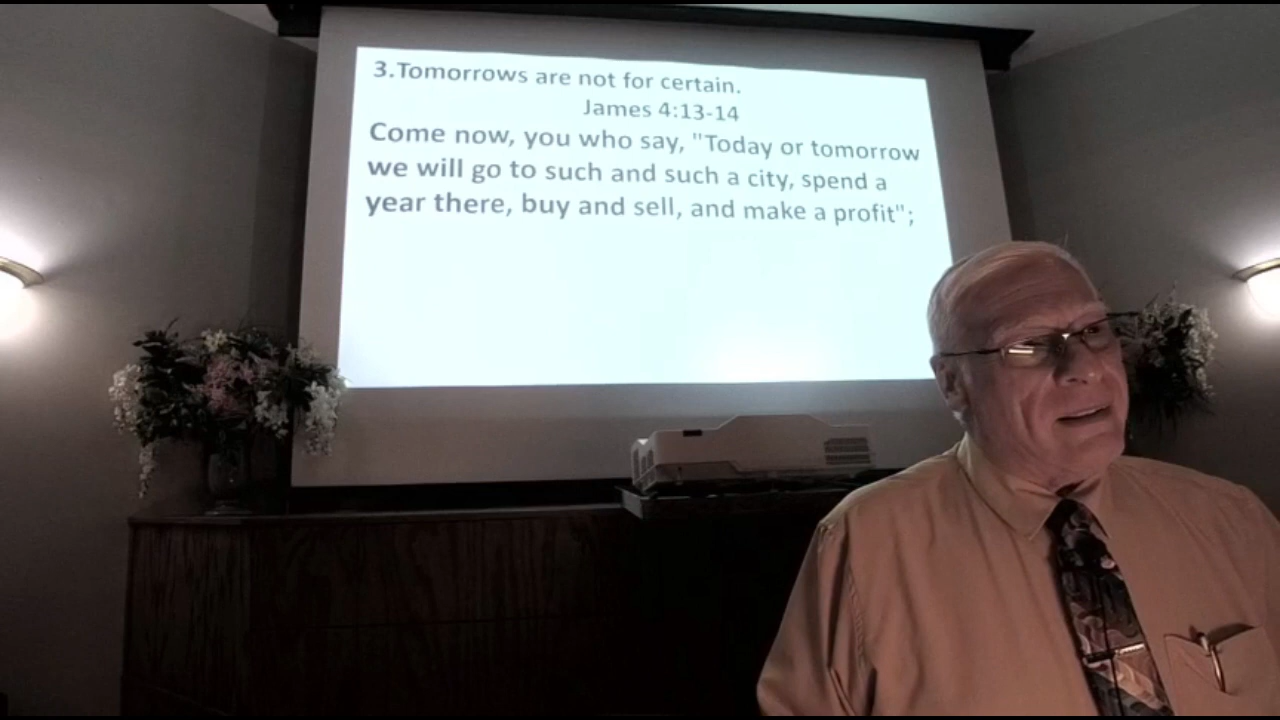 3.Tomorrows are not for certain.
James 4:13-14
Come now, you who say, "Today or tomorrow
we will go to such and such a city, spend a
year there, buy and sell, and make a profit";